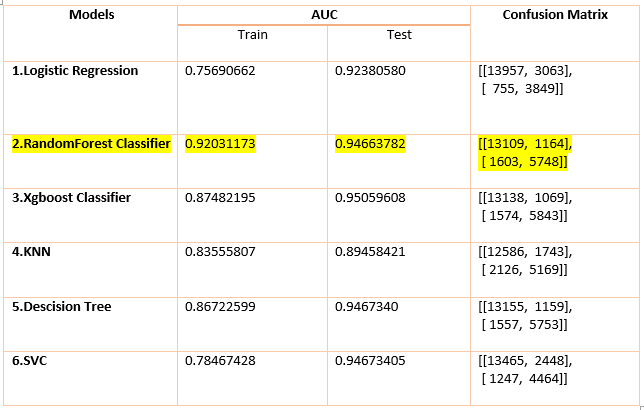 Models AUC Confusion Matrix
Train Test
1.Logistic Regression 0.75690662 0.92380580 [[13957, 3063],
[ 755, 3849]]
2.RandomForest Classifier 0.92031173 0.94663782 [[13109, 1164],
[ 1603, 5748]]
3.Xgboost Classifier 0.87482195 0.95059608 [[13138, 1069],
[ 1574, 5843]]
4.KNN 0.83555807 0.89458421 [[12586, 1743],
[ 2126, 5169]]
5.Descision Tree 0.86722599 0.9467340 [[13155, 1159],
[ 1557, 5753]]
6.SVC 0.78467428 0.94673405 [[13465, 2448],
[ 1247, 4464]]